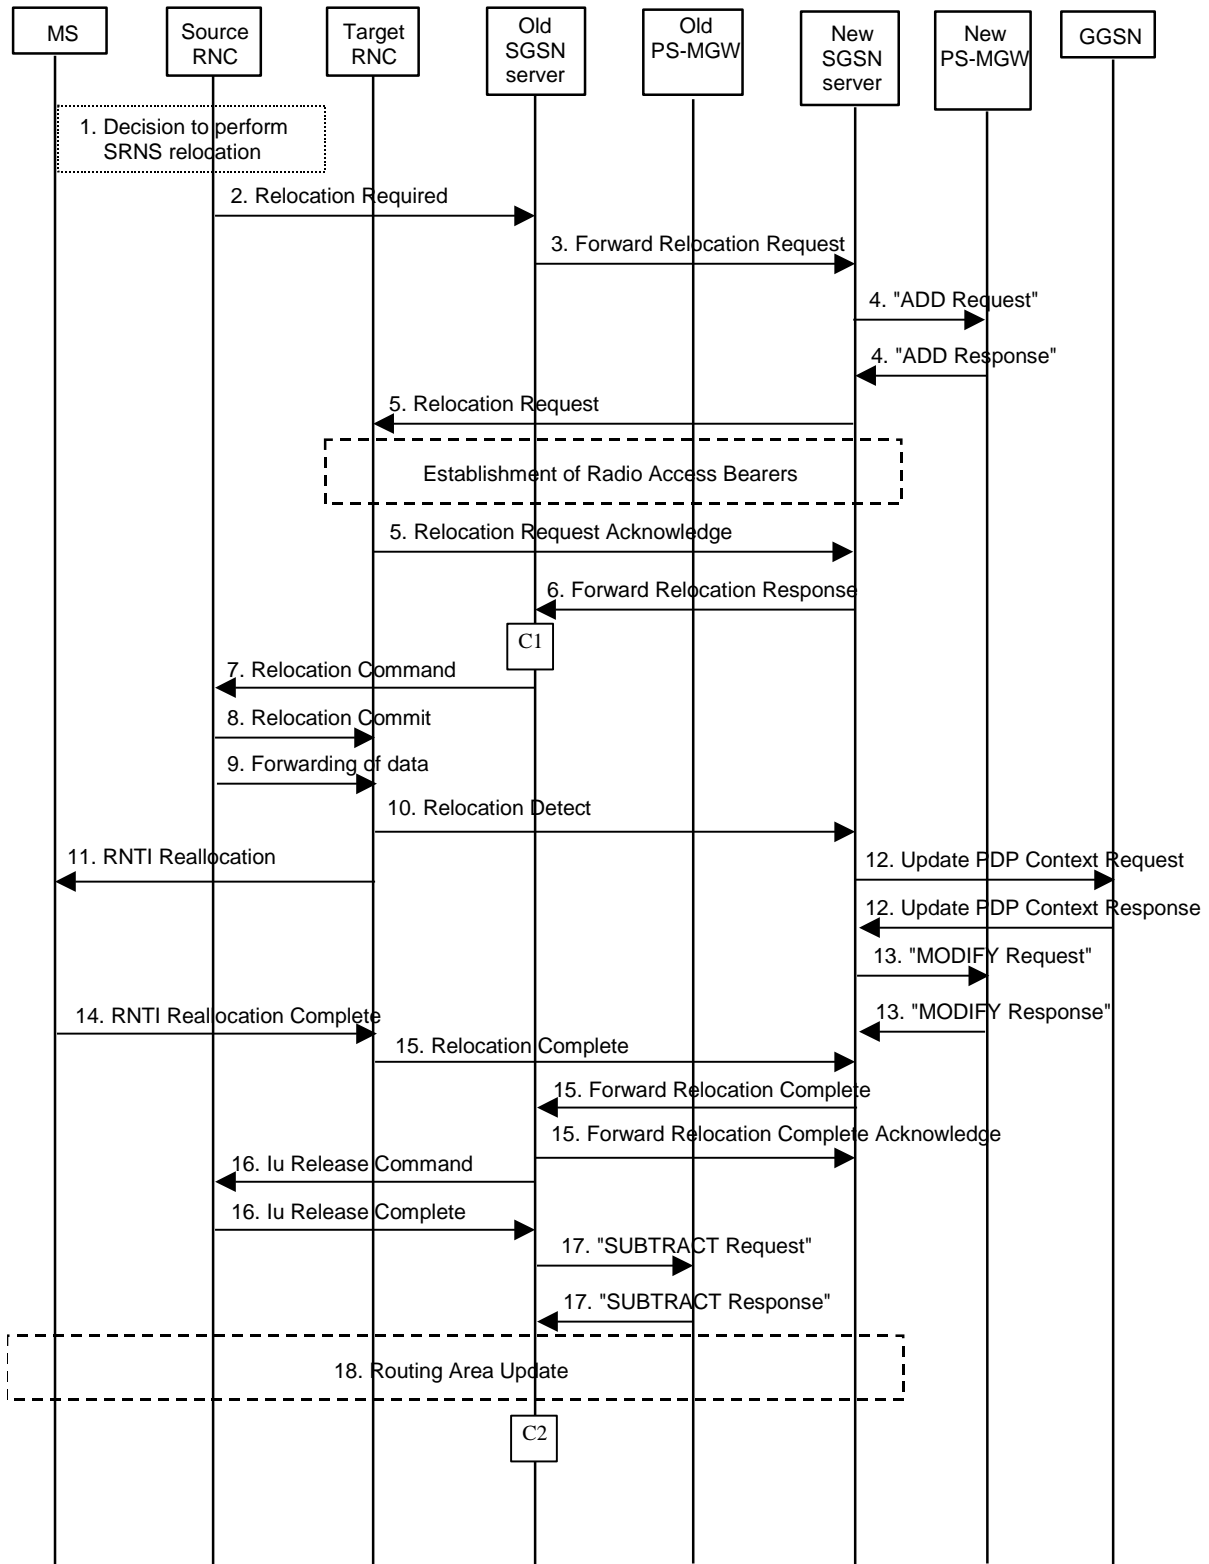 MS
Source
RNC
Target
RNC
Old
SGSN
server
Old
PS-MGW
New
SGSN
server
New
PS-MGW
GGSN
1. Decision to perform
SRNS relocation
2. Relocation Required
3. Forward Relocation Request
4. "ADD Request"
4. "ADD Response"
5. Relocation Request
Establishment of Radio Access Bearers
5. Relocation Request Acknowledge
6. Forward Relocation Response
C1
7. Relocation Command
8. Relocation Commit
9. Forwarding of data
10. Relocation Detect
11. RNTI Reallocation
12. Update PDP Context Request
12. Update PDP Context Response
13. "MODIFY Request"
14. RNTI Reallocation Complete
13. "MODIFY Response"
15. Relocation Complete
15. Forward Relocation Complete
15. Forward Relocation Complete Acknowledge
16. Iu Release Command
16. Iu Release Complete
17. "SUBTRACT Request"
17. "SUBTRACT Response"
18. Routing Area Update
C2